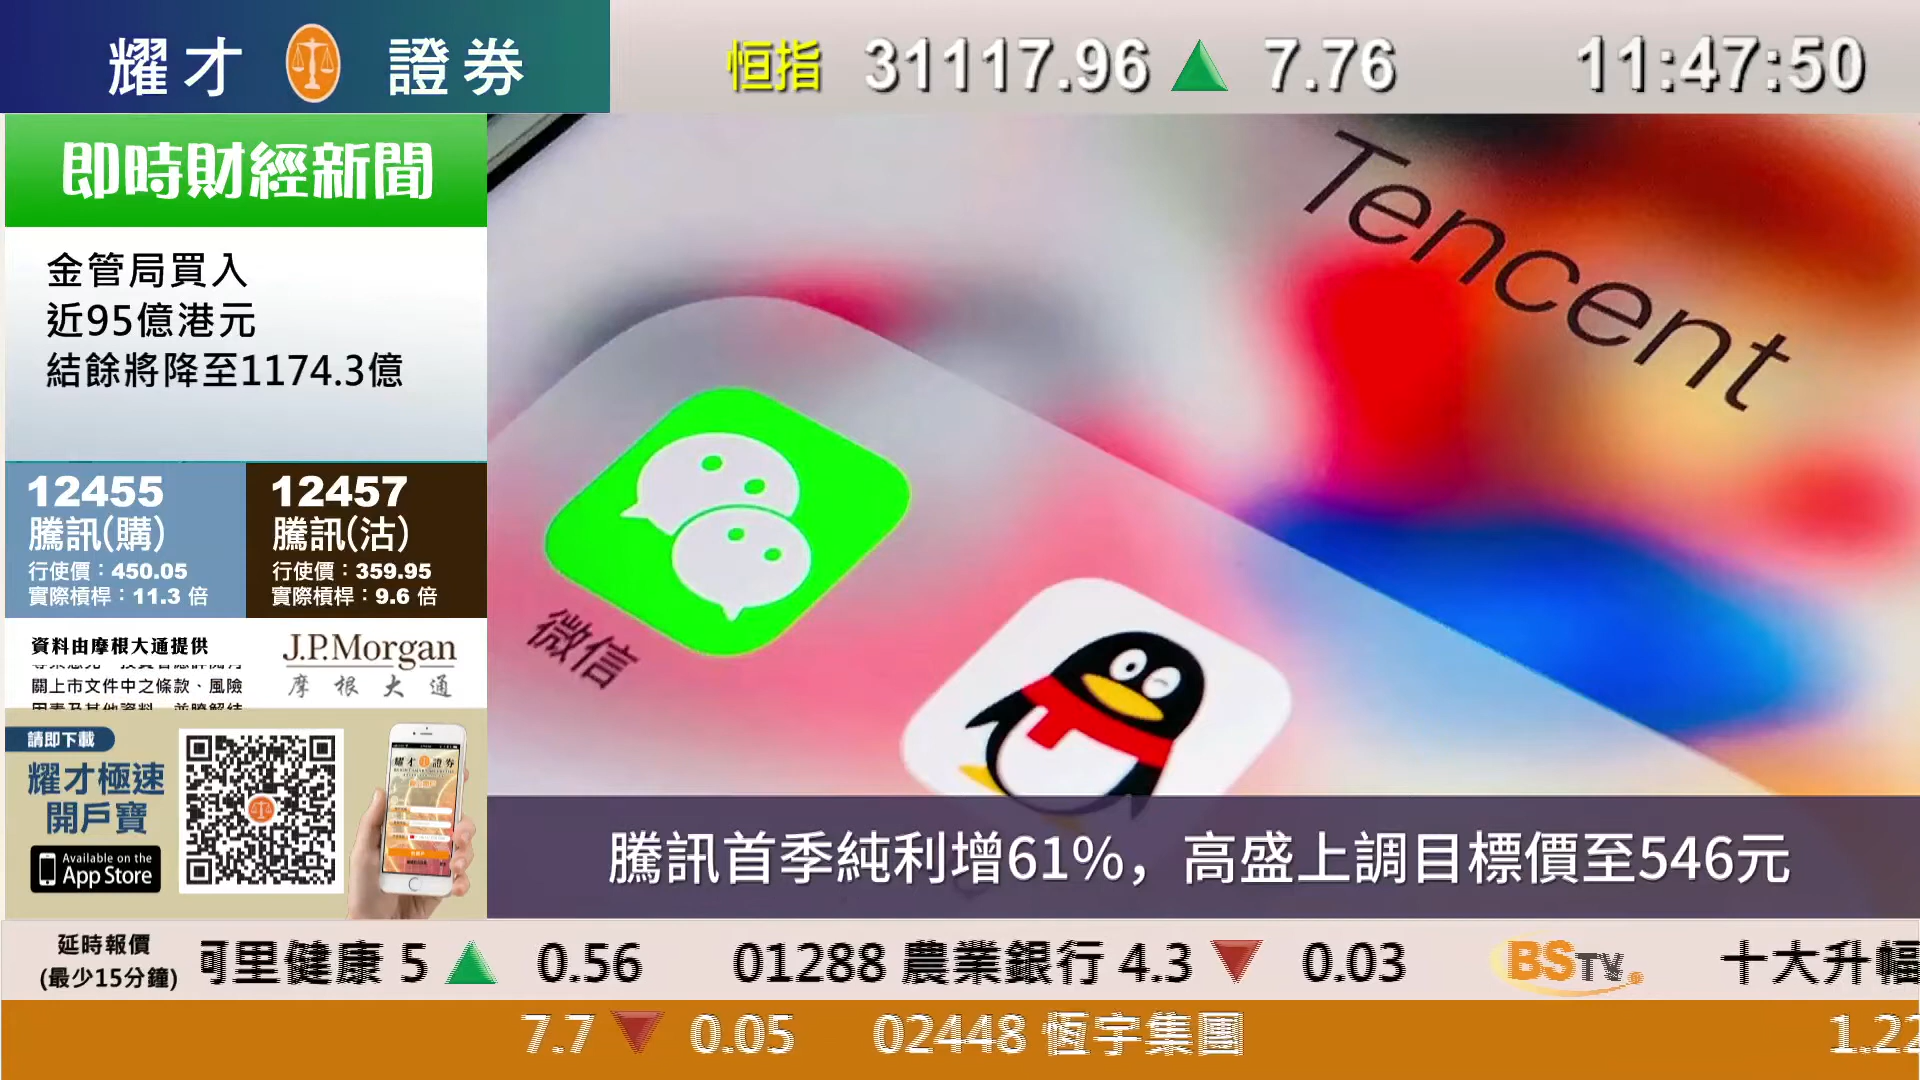 耀才 證券
恒指 31117.96 7.76 11:47:50
即時財經新聞
金管局買入
近95億港元
結餘將降至1174.3億
12455
騰訊(購)
行使價：450.05
實際槓桿：11.3 倍
12457
騰訊(沽)
行使價：359.95
實際槓桿：9.6 倍
資料由摩根大通提供
關上市文件中之條款、風險
J.P.Morgan
摩根大通
請即下載
耀才極速
開戶寶
Available on the
App Store
耀才 證券
Tencent
微信
騰訊首季純利增61%，高盛上調目標價至546元
延時報價
(最少15分鐘)
阿里健康 5 0.56 01288 農業銀行 4.3 0.03 BSTV 十大升幅
7.7 0.05 02448 恆宇集團 1.22